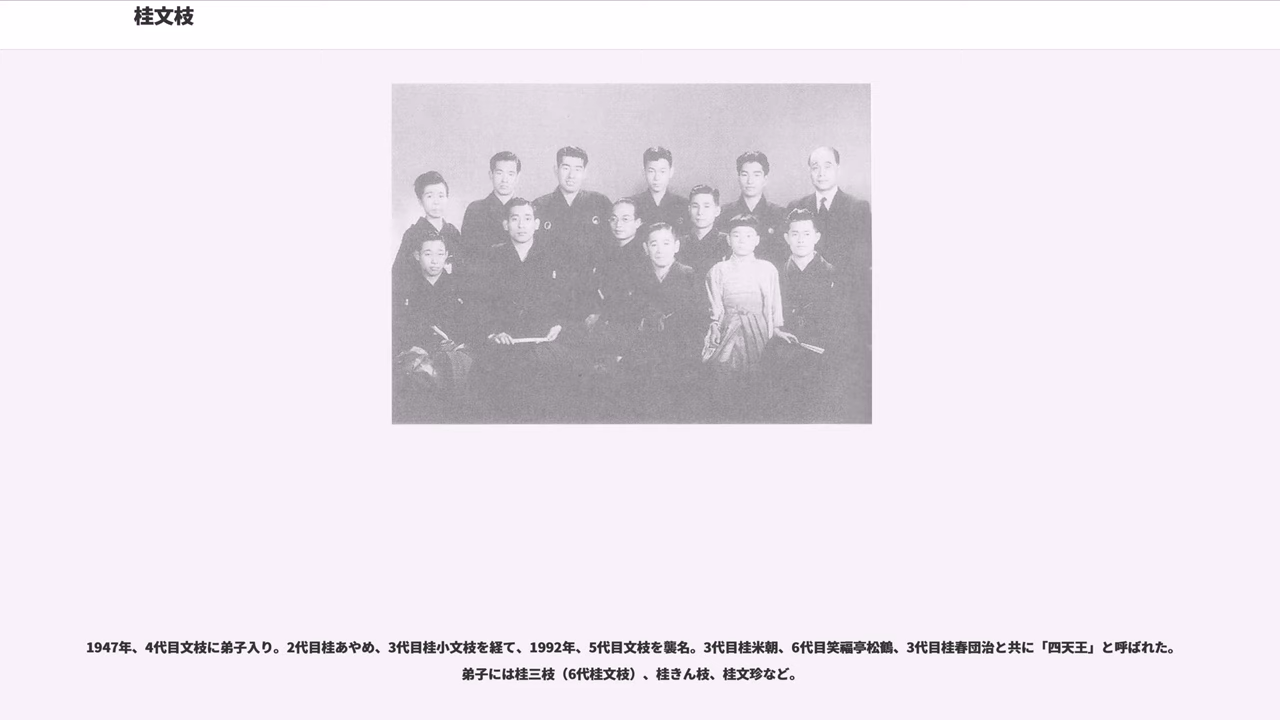 桂文枝
1947年、4代目文枝に弟子入り。2代目桂あやめ、3代目桂小文枝を経て、1992年、5代目文枝を襲名。3代目桂米朝、6代目笑福亭松鶴、3代目桂春団治と共に「四天王」と呼ばれた。
弟子には桂三枝（6代桂文枝）、桂きん枝、桂文珍など。